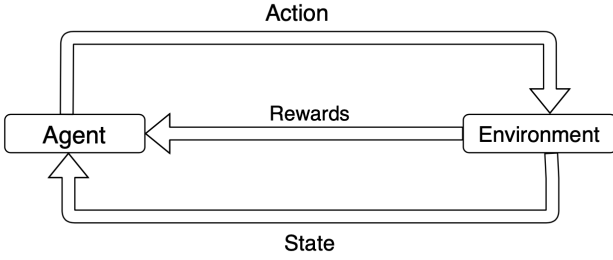 Action
Rewards
Agent
Environment
State